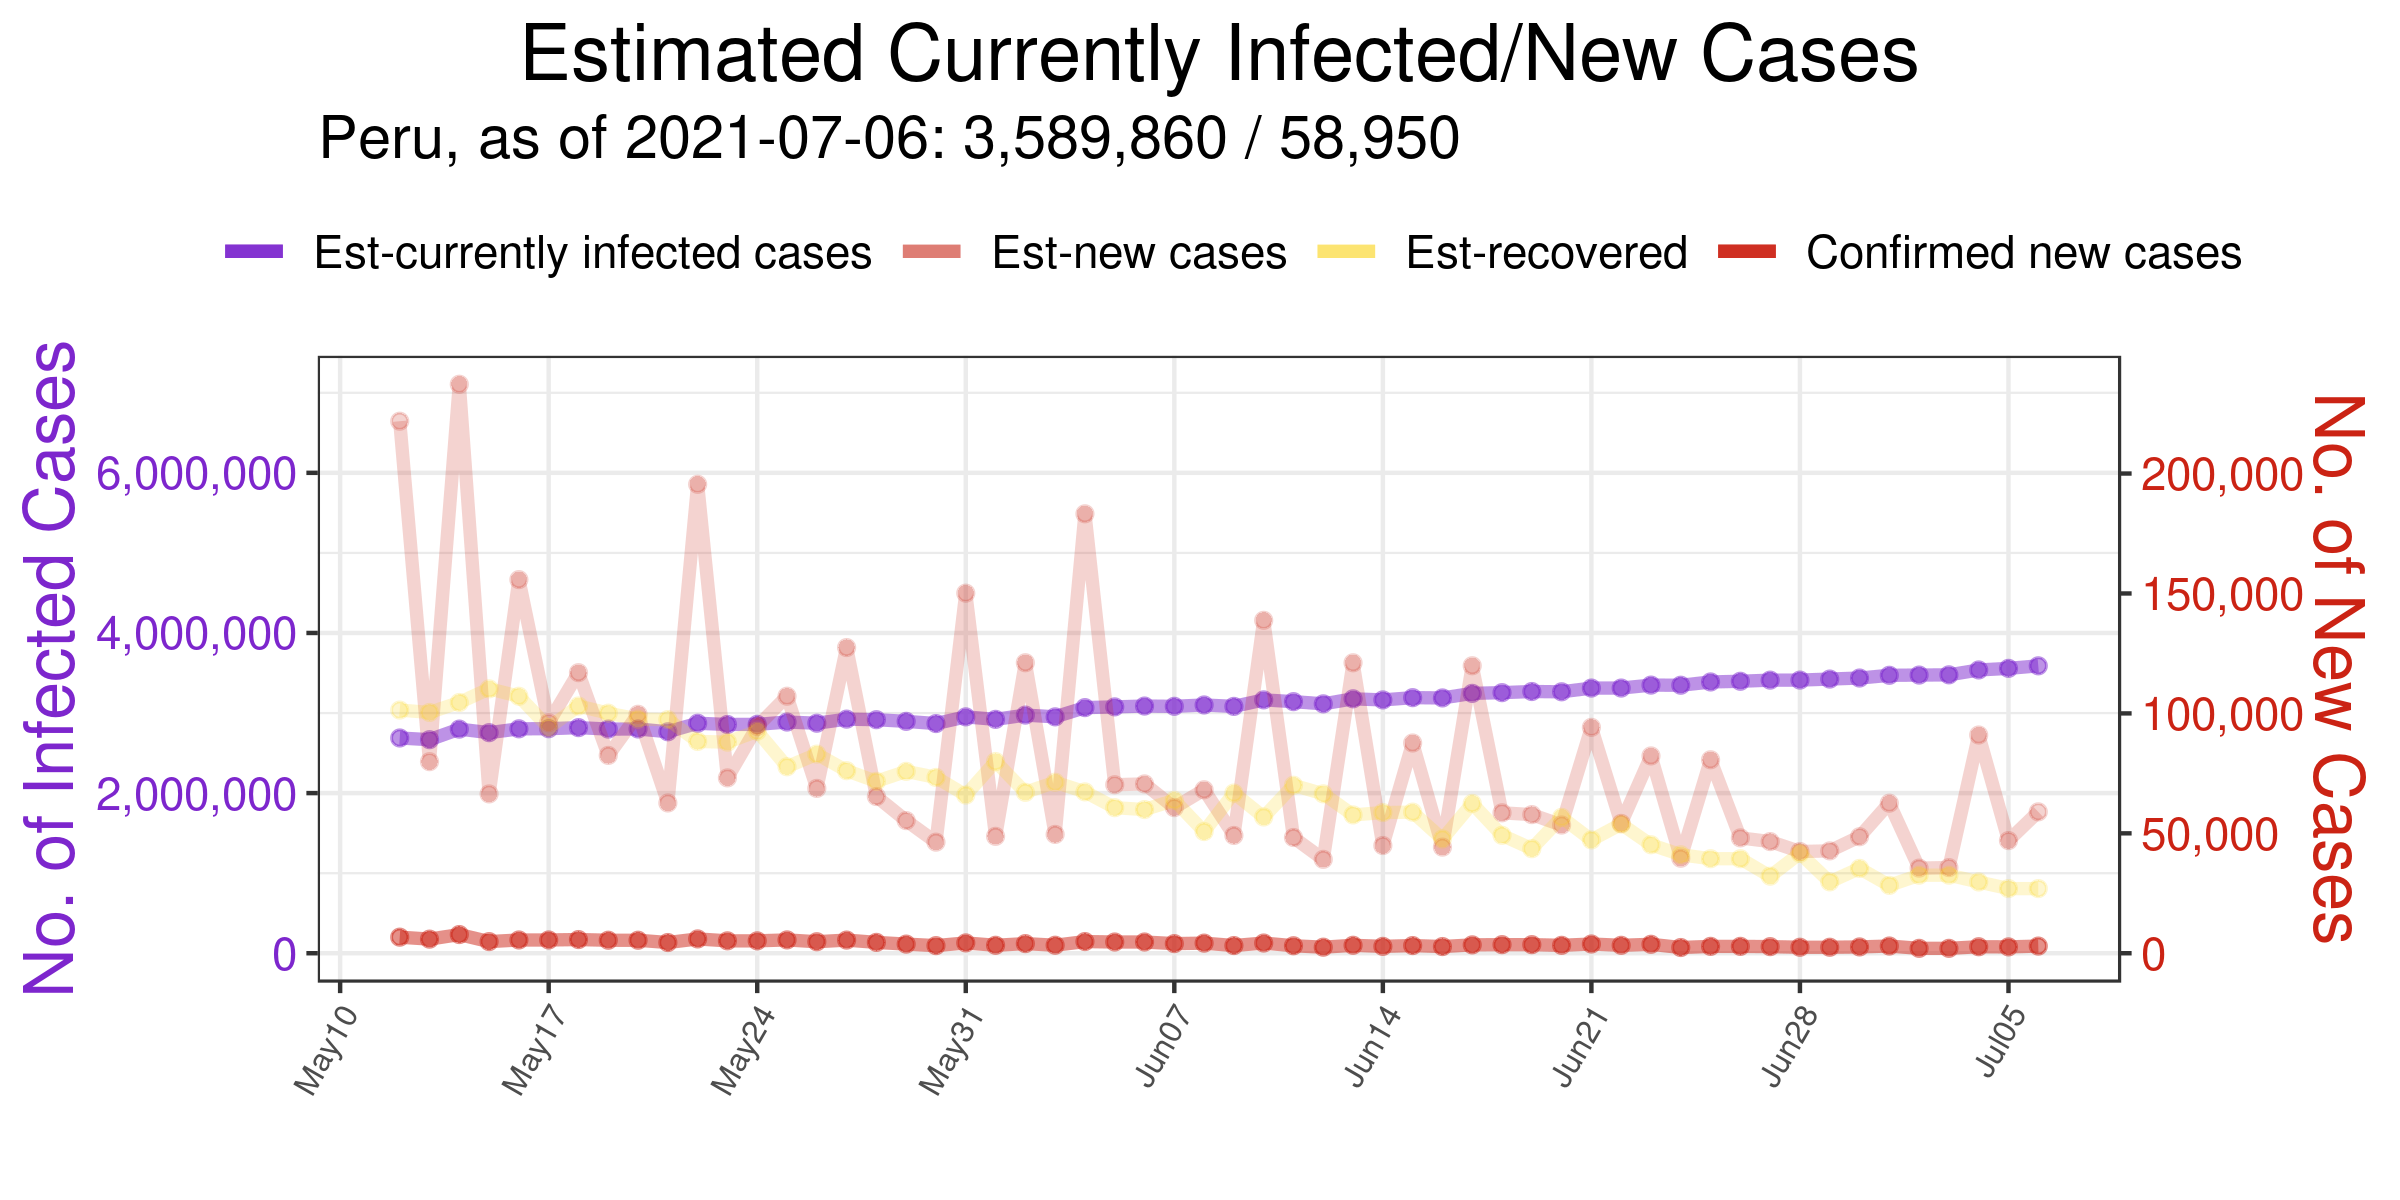 Estimated Currently Infected/New Cases
Peru, as of 2021-07-06: 3,589,860 / 58,950
Est-currently infected cases Est-new cases Est-recovered Confirmed new cases
No. of Infected Cases
6,000,000
4,000,000
2,000,000
0
200,000
150,000
100,000
50,000
0
No. of New Cases
May10 May17 May24 May31 Jun07 Jun14 Jun21 Jun28 Jul05